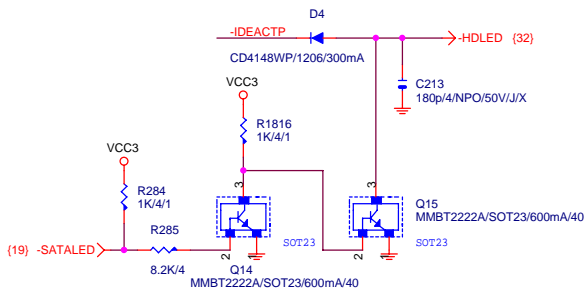 D4
-IDEACTP
-HDLED {32}
CD4148WP/1206/300mA
VCC3
C213
180p/4/NPO/50V/J/X
R1816
1K/4/1
VCC3
R284
1K/4/1
3
3
Q15
MMBT2222A/SOT23/600mA/40
R285
SOT23
SOT23
{19} -SATALED
2
1
2
1
8.2K/4
Q14
MMBT2222A/SOT23/600mA/40